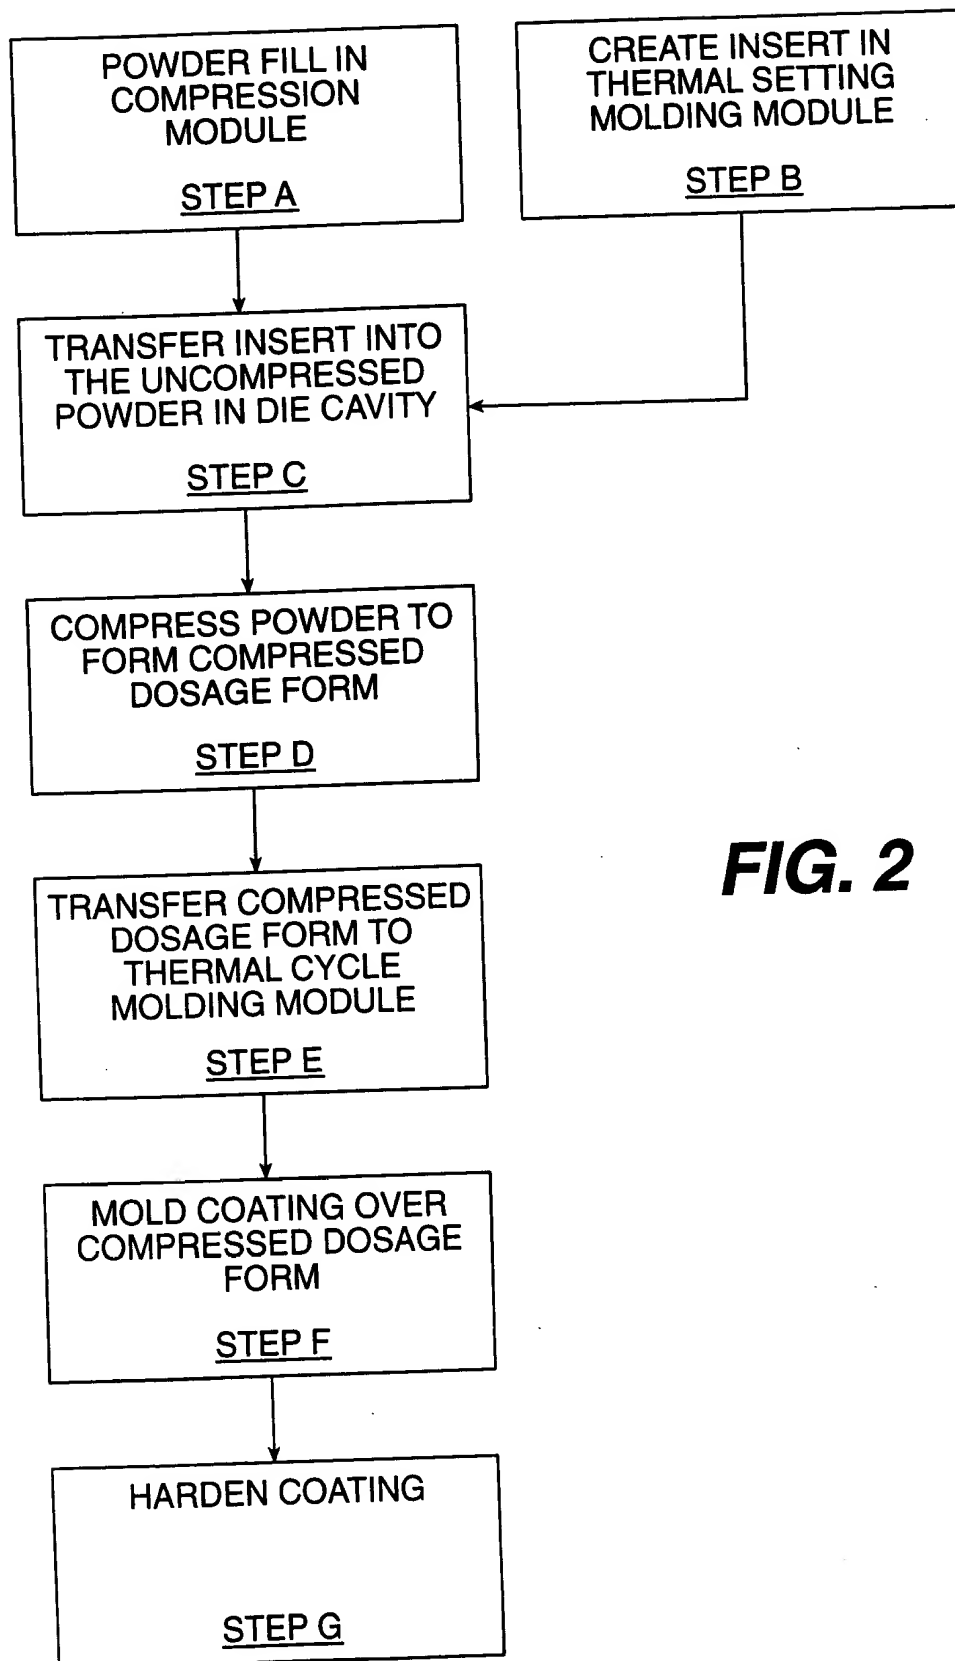 POWDER FILL IN
COMPRESSION
MODULE
STEP A
CREATE INSERT IN
THERMAL SETTING
MOLDING MODULE
STEP B
TRANSFER INSERT INTO
THE UNCOMPRESSED
POWDER IN DIE CAVITY
STEP C
COMPRESS POWDER TO
FORM COMPRESSED
DOSAGE FORM
STEP D
FIG. 2
TRANSFER COMPRESSED
DOSAGE FORM TO
THERMAL CYCLE
MOLDING MODULE
STEP E
MOLD COATING OVER
COMPRESSED DOSAGE
FORM
STEP F
HARDEN COATING
STEP G